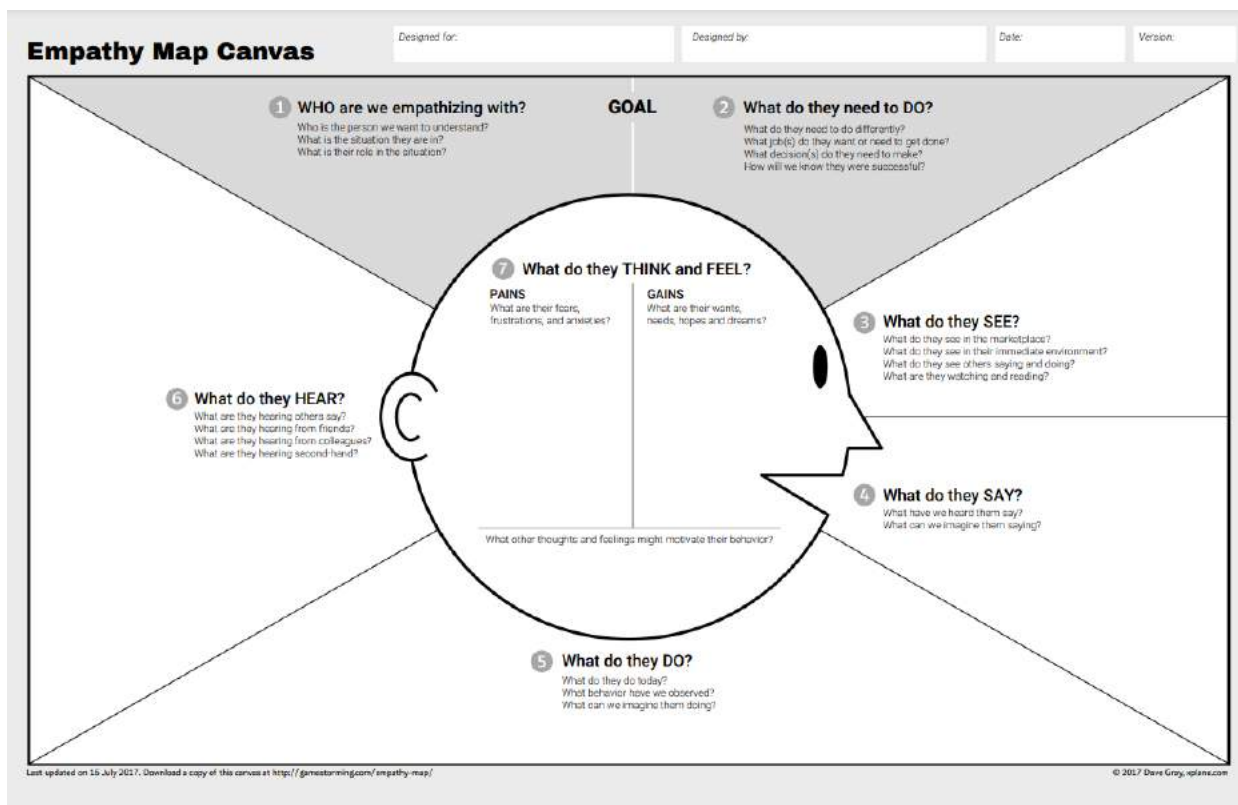 Empathy Map Canvas
Designed for:
Designed by:
Date:
Version:
1 WHO are we empathizing with?
Who is the person we want to understand?
What is the situation they are in?
What is their role in the situation?
GOAL
2 What do they need to DO?
What do they need to do differently?
What job(s) do they want or need to get done?
What decision(s) do they need to make?
How will we know they were successful?
3 What do they SEE?
What do they see in the marketplace?
What do they see in their immediate environment?
What do they see others saying and doing?
What are they watching and reading?
4 What do they SAY?
What have we heard them say?
What can we imagine them saying?
5 What do they DO?
What do they do today?
What behavior have we observed?
What can we imagine them doing?
6 What do they HEAR?
What are they hearing others say?
What are they hearing from friends?
What are they hearing from colleagues?
What are they hearing second-hand?
7 What do they THINK and FEEL?
PAINS
What are their fears,
frustrations, and anxieties?
GAINS
What are their wants,
needs, hopes and dreams?
What other thoughts and feelings might motivate their behavior?
Last updated on 16 July 2017. Download a copy of this canvas at http://gamestorming.com/empathy-map/
© 2017 Dave Gray, xplane.com